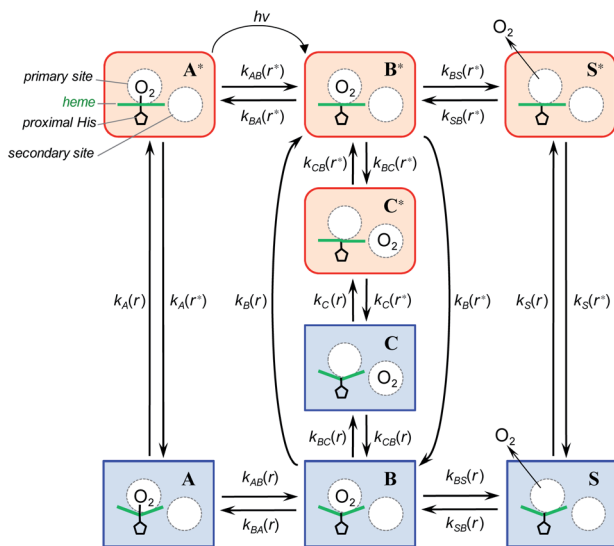 hv
O2
A*
B*
S*
primary site
O2
kAB(r*)
O2
kBS(r*)
heme
proximal His
kBA(r*)
kSB(r*)
secondary site
kCB(r*)
kBC(r*)
C*
O2
kA(r)
kA(r*)
kB(r)
kC(r)
kC(r*)
kB(r*)
kS(r)
kS(r*)
C
O2
kBC(r)
kCB(r)
O2
A
B
S
O2
kAB(r)
O2
kBS(r)
kBA(r)
kSB(r)